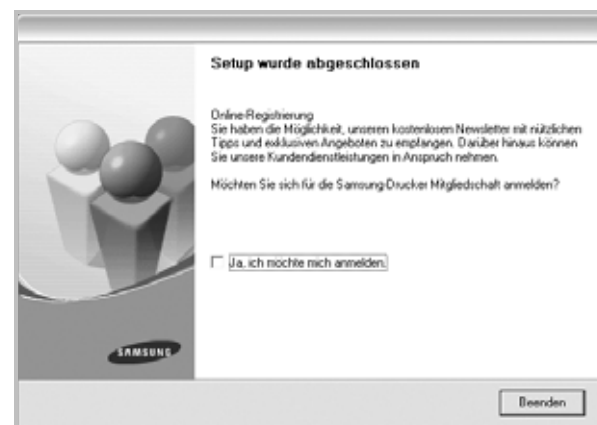 Setup wurde abgeschlossen
Online-Registrierung
Sie haben die Möglichkeit, unseren kostenlosen Newsletter mit nützlichen
Tipps und exklusiven Angeboten zu empfangen. Darüber hinaus können
Sie unsere Kundendienstleistungen in Anspruch nehmen.
Möchten Sie sich für die Samsung-Drucker Mitgliedschaft anmelden?
Ja, ich möchte mich anmelden.
SAMSUNG
Beenden